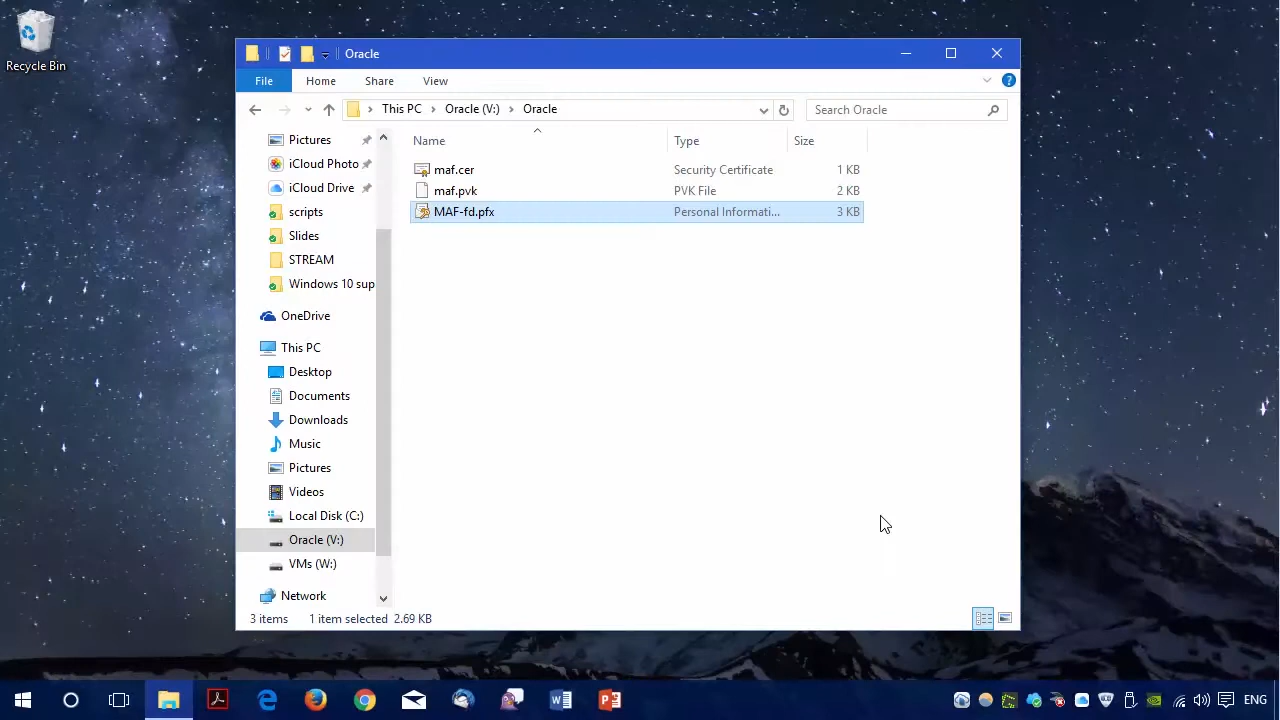 Recycle Bin
Oracle
File Home Share View
This PC Oracle (V:) Oracle
Search Oracle
Name Type Size
maf.cer Security Certificate 1 KB
maf.pvk PVK File 2 KB
MAF-fd.pfx Personal Informati... 3 KB
Pictures
iCloud Photo
iCloud Drive
scripts
Slides
STREAM
Windows 10 sup
OneDrive
This PC
Desktop
Documents
Downloads
Music
Pictures
Videos
Local Disk (C:)
Oracle (V:)
VMs (W:)
Network
3 items 1 item selected 2.69 KB
ENG